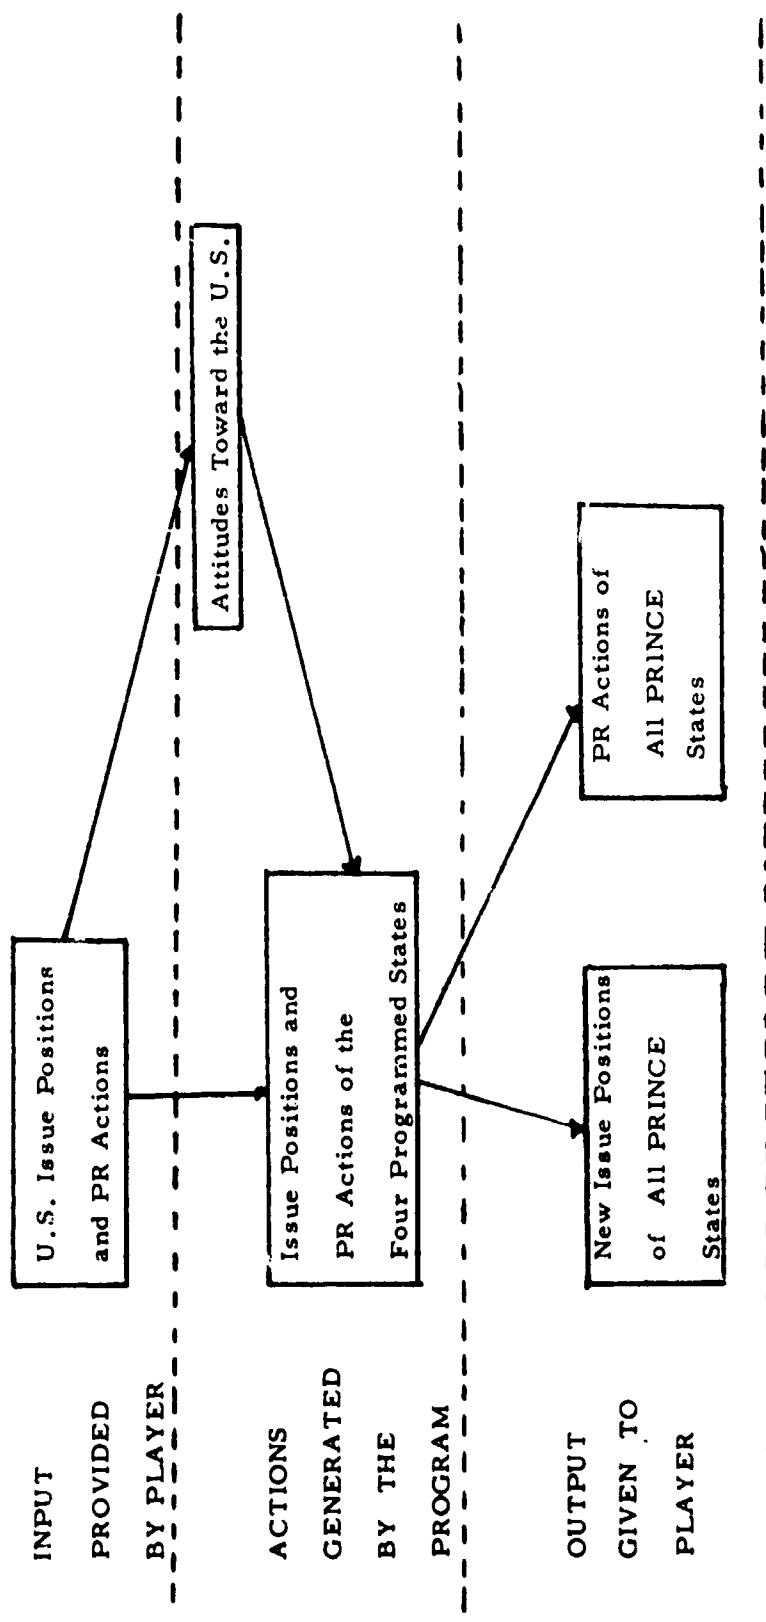 INPUT
PROVIDED
BY PLAYER
U.S. Issue Positions
and PR Actions
ACTIONS
GENERATED
BY THE
PROGRAM
Issue Positions and
PR Actions of the
Four Programmed States
Attitudes Toward the U.S.
OUTPUT
GIVEN TO
PLAYER
New Issue Positions
of All PRINCE
States
PR Actions of
All PRINCE
States